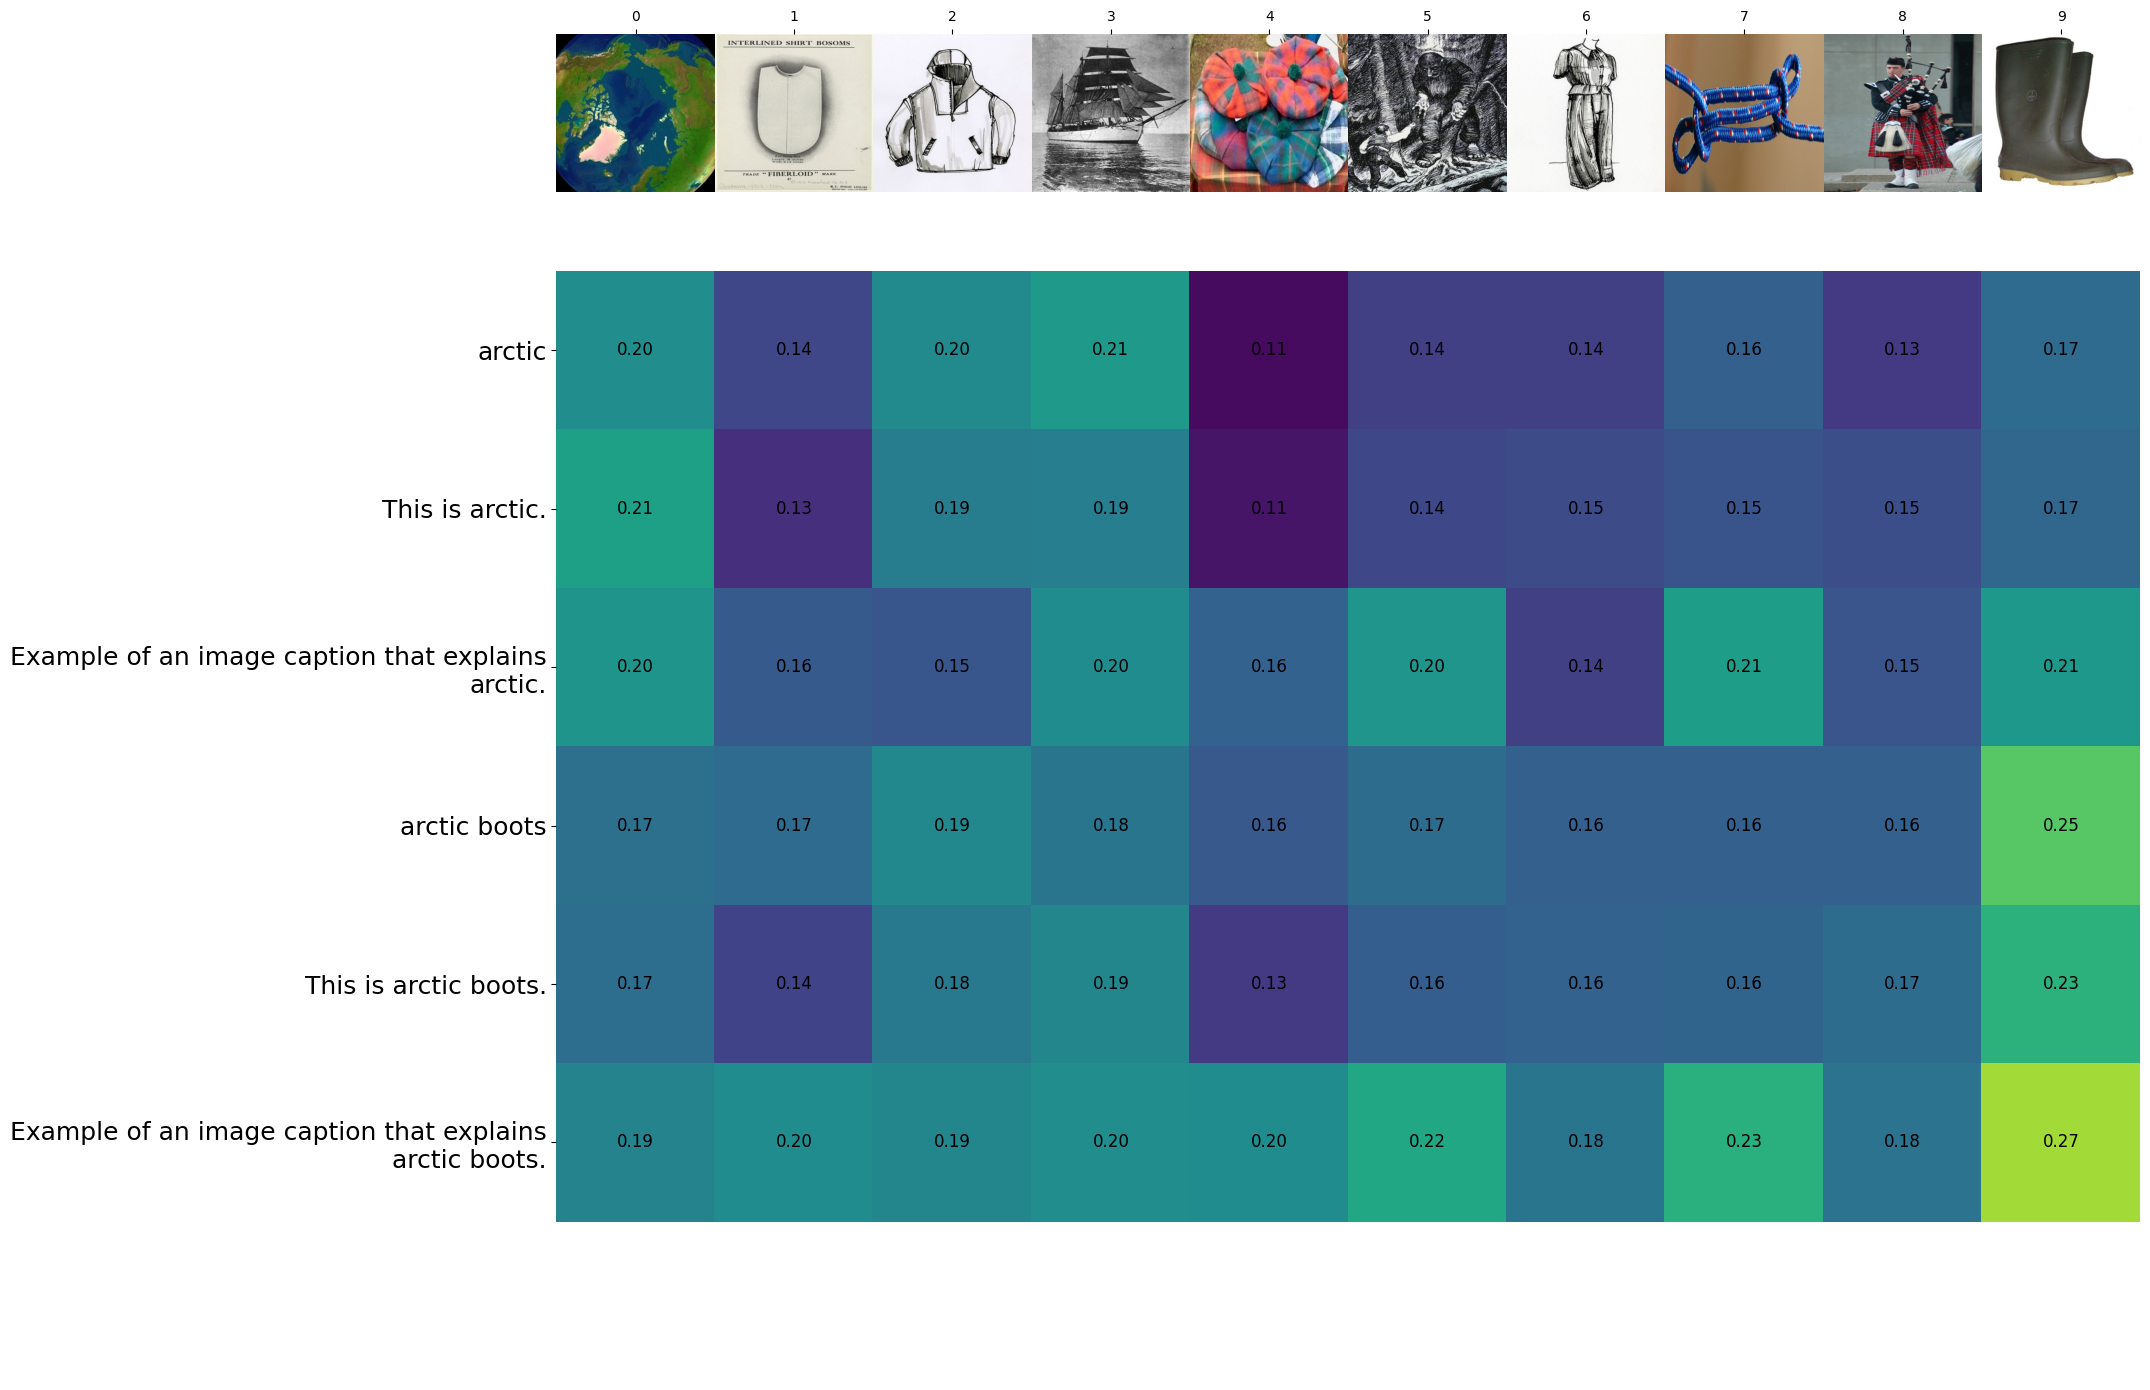 0 1 2 3 4 5 6 7 8 9
INTERLINED SHIRT BOSOMS
TRADE "FIBERLOID" MARK
arctic
0.20 0.14 0.20 0.21 0.11 0.14 0.14 0.16 0.13 0.17
This is arctic.
0.21 0.13 0.19 0.19 0.11 0.14 0.15 0.15 0.15 0.17
Example of an image caption that explains
arctic.
0.20 0.16 0.15 0.20 0.16 0.20 0.14 0.21 0.15 0.21
arctic boots
0.17 0.17 0.19 0.18 0.16 0.17 0.16 0.16 0.16 0.25
This is arctic boots.
0.17 0.14 0.18 0.19 0.13 0.16 0.16 0.16 0.17 0.23
Example of an image caption that explains
arctic boots.
0.19 0.20 0.19 0.20 0.20 0.22 0.18 0.23 0.18 0.27